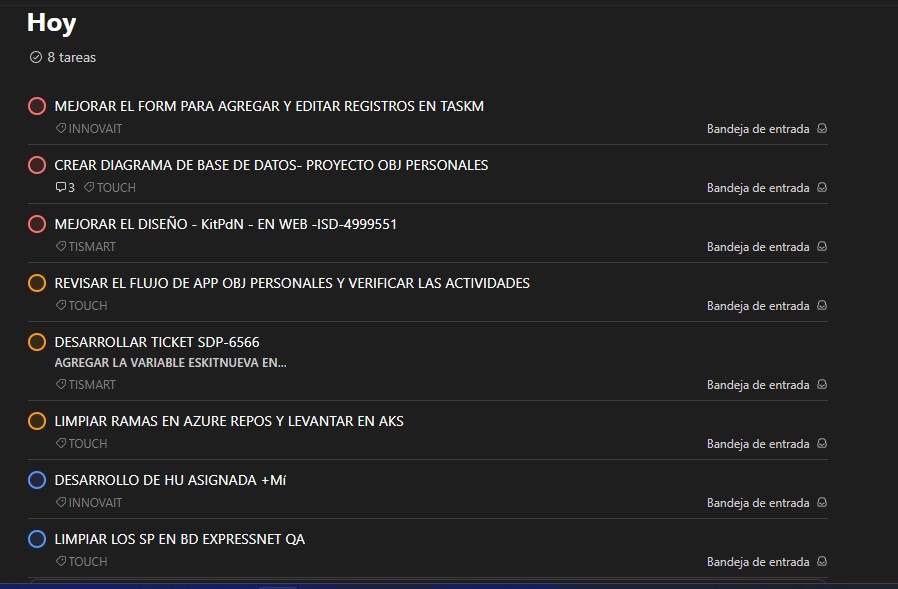 Hoy
8 tareas
MEJORAR EL FORM PARA AGREGAR Y EDITAR REGISTROS EN TASKM
INNOVAIT
Bandeja de entrada
CREAR DIAGRAMA DE BASE DE DATOS- PROYECTO OBJ PERSONALES
3 TOUCH
Bandeja de entrada
MEJORAR EL DISEÑO - KitPdN - EN WEB -ISD-4999551
TISMART
Bandeja de entrada
REVISAR EL FLUJO DE APP OBJ PERSONALES Y VERIFICAR LAS ACTIVIDADES
TOUCH
Bandeja de entrada
DESARROLLAR TICKET SDP-6566
AGREGAR LA VARIABLE ESKITNUEVA EN...
TISMART
Bandeja de entrada
LIMPIAR RAMAS EN AZURE REPOS Y LEVANTAR EN AKS
TOUCH
Bandeja de entrada
DESARROLLO DE HU ASIGNADA +Mí
INNOVAIT
Bandeja de entrada
LIMPIAR LOS SP EN BD EXPRESSNET QA
TOUCH
Bandeja de entrada